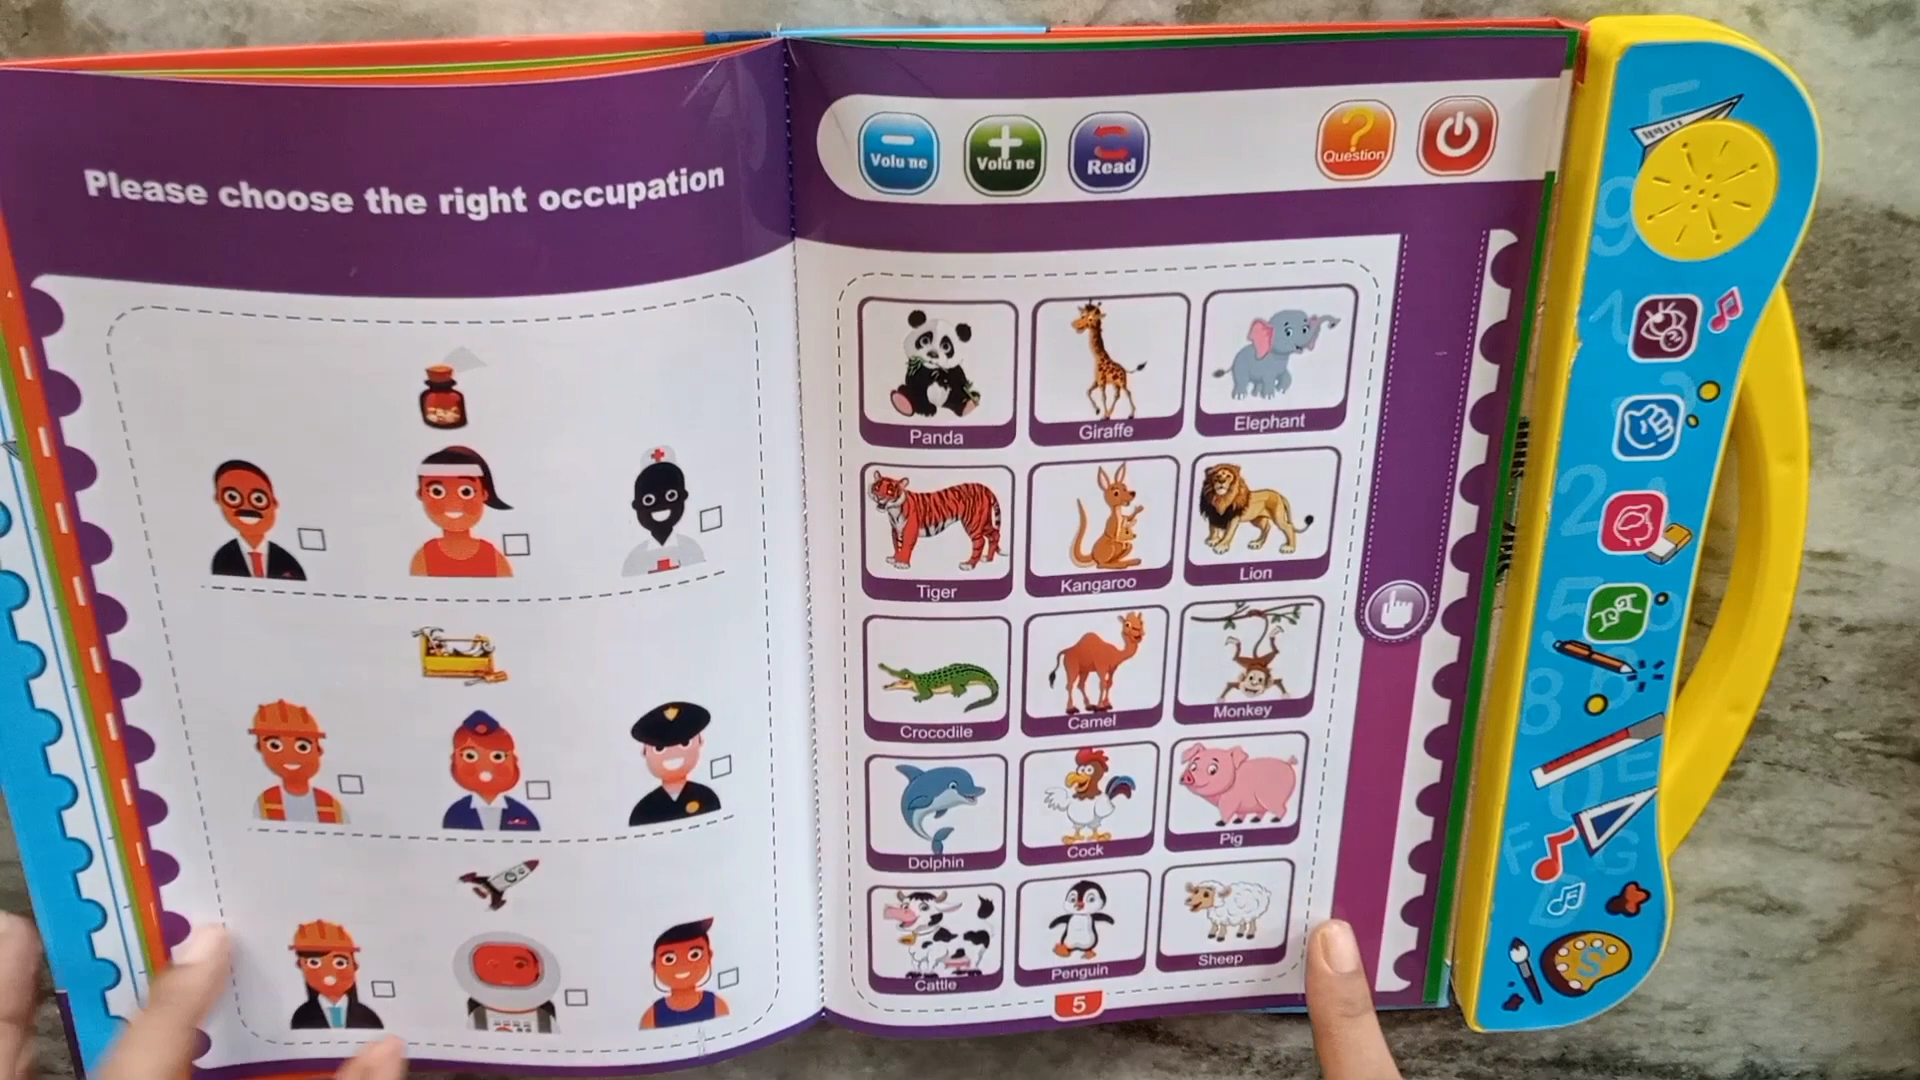 Please choose the right occupation
Volume
Volume
Read
?
Question
Panda
Giraffe
Elephant
Tiger
Kangaroo
Lion
Crocodile
Camel
Monkey
Dolphin
Cock
Pig
Cattle
Penguin
Sheep
5
S